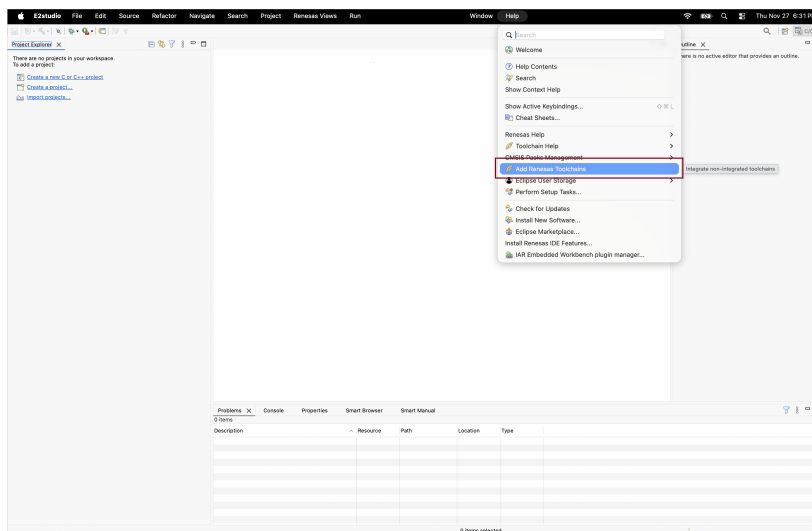 E2studio File Edit Source Refactor Navigate Search Project Renesas Views Run Window Help Thu Nov 27 6:31
Project Explorer
There are no projects in your workspace.
To add a project:
Create a new C or C++ project
Create a project...
Import projects...
Search
Welcome
Help Contents
Search
Show Context Help
Show Active Keybindings... ⇧ ⌘ L
Cheat Sheets...
Renesas Help
Toolchain Help
CMSIS Packs Management
Add Renesas Toolchains
Integrate non-integrated toolchains
Eclipse User Storage
Perform Setup Tasks...
Check for Updates
Install New Software...
Eclipse Marketplace...
Install Renesas IDE Features...
IAR Embedded Workbench plugin manager...
utline
here is no active editor that provides an outline.
Problems Console Properties Smart Browser Smart Manual
0 items
Description Resource Path Location Type
0 items selected